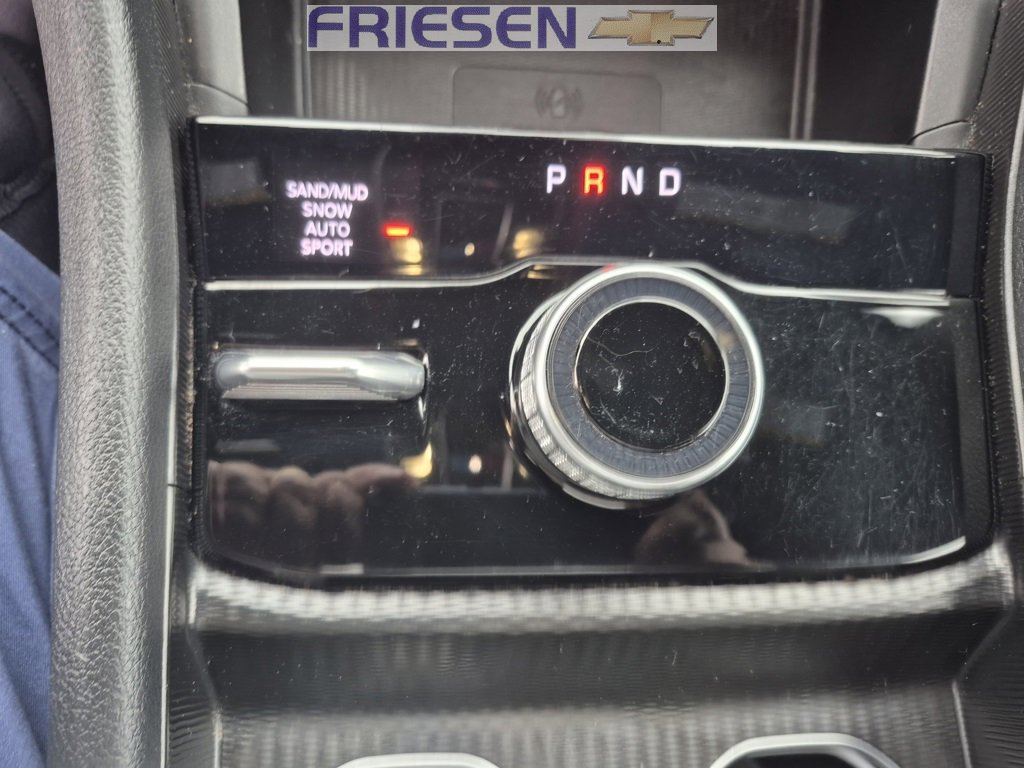 FRIESEN
P R N D
SAND/MUD
SNOW
AUTO
SPORT